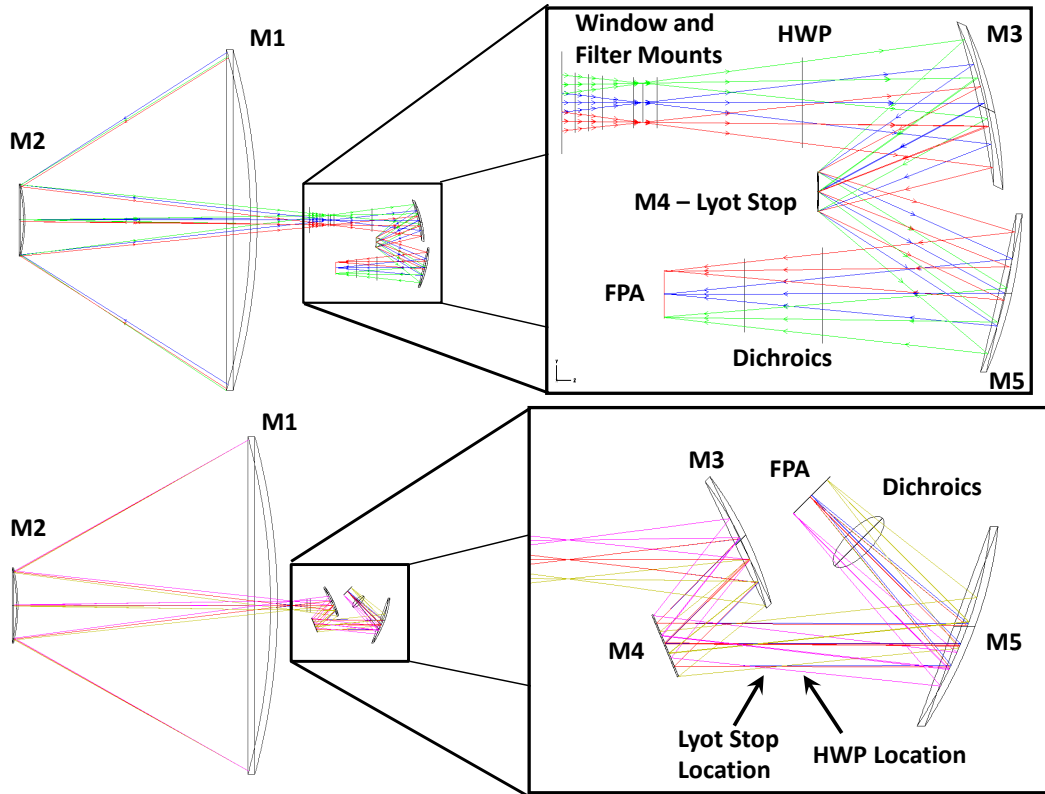 M1
M2
Window and
Filter Mounts
HWP
M3
M4 – Lyot Stop
FPA
Dichroics
M5
Y
Z
M1
M2
M3
FPA
Dichroics
M4
M5
Lyot Stop
Location
HWP Location